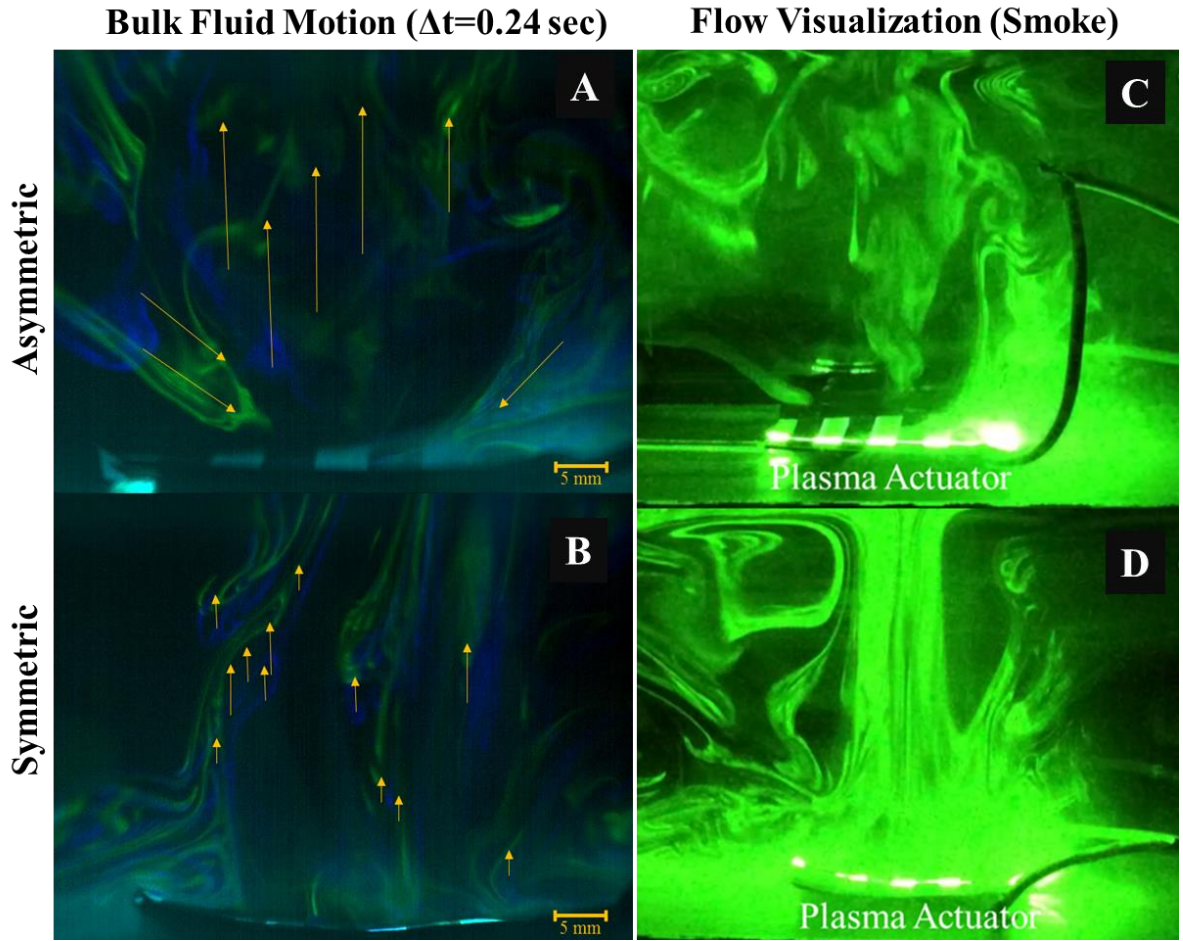 Bulk Fluid Motion (Δt=0.24 sec)
Flow Visualization (Smoke)
Asymmetric
A
5 mm
C
Plasma Actuator
Symmetric
B
5 mm
D
Plasma Actuator